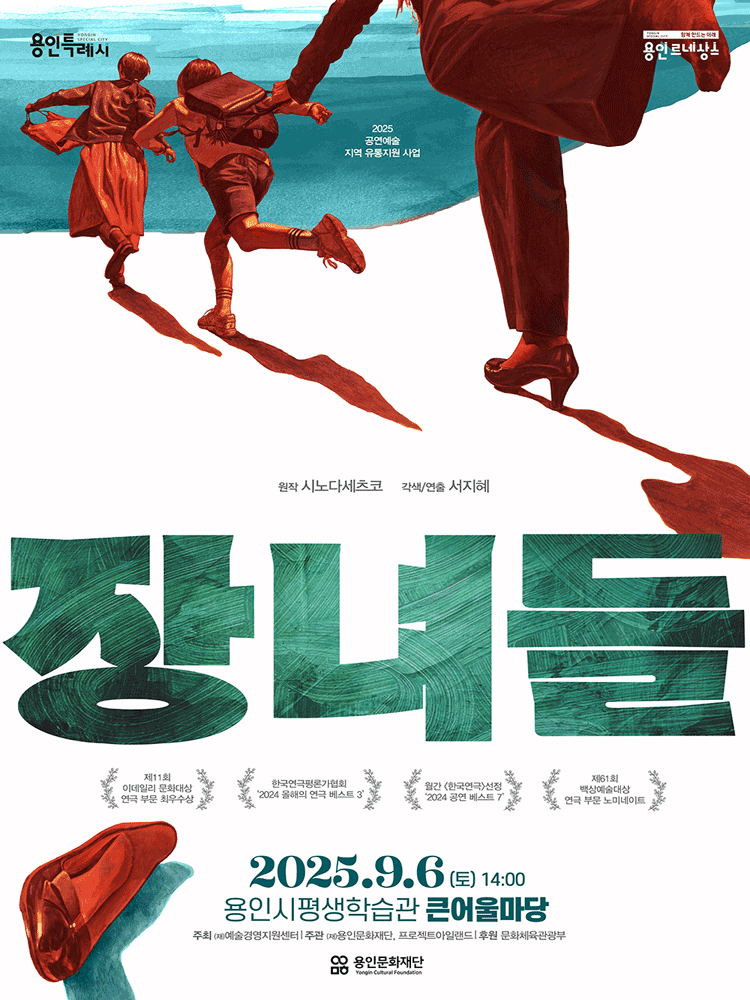 용인특례시
YONGIN
SPECIAL CITY
YONGIN
SPECIAL CITY
함께 만드는 미래
용인르네상스
2025
공연예술
지역 유통지원 사업
원작 시노다세츠코 각색/연출 서지혜
장녀들
제11회
이데일리 문화대상
연극 부문 최우수상
한국연극평론가협회
'2024 올해의 연극 베스트 3'
월간 <한국연극>선정
'2024 공연 베스트 7'
제61회
백상예술대상
연극 부문 노미네이트
2025.9.6 (토) 14:00
용인시평생학습관 큰어울마당
주최 (재)예술경영지원센터 | 주관 (재)용인문화재단, 프로젝트아일랜드 | 후원 문화체육관광부
용인문화재단
Yongin Cultural Foundation